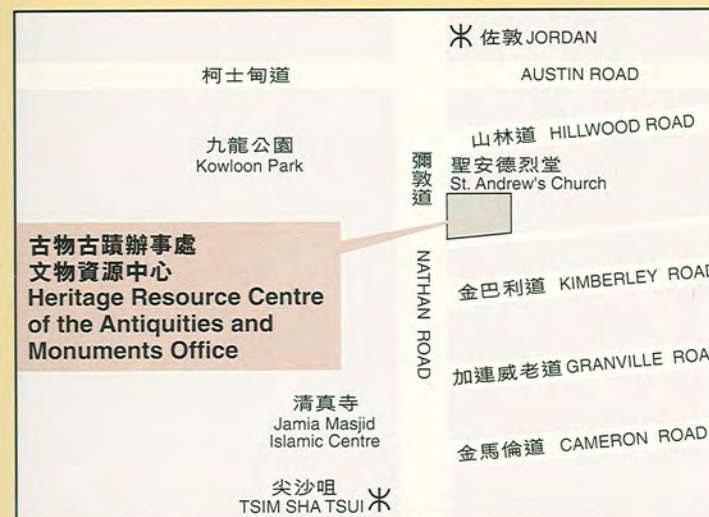 佐敦 JORDAN
柯士甸道
AUSTIN ROAD
山林道 HILLWOOD ROAD
九龍公園
Kowloon Park
彌敦道 NATHAN ROAD
聖安德烈堂
St. Andrew's Church
古物古蹟辦事處
文物資源中心
Heritage Resource Centre
of the Antiquities and
Monuments Office
金巴利道 KIMBERLEY ROAD
加連威老道 GRANVILLE ROA
金馬倫道 CAMERON ROAD
清真寺
Jamia Masjid
Islamic Centre
尖沙咀
TSIM SHA TSUI